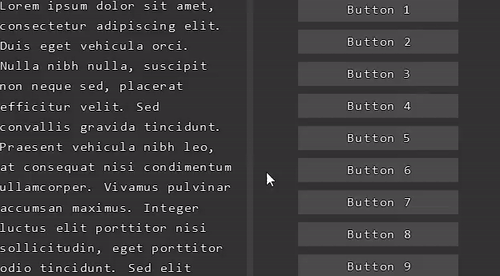 Lorem ipsum dolor sit amet,
consectetur adipiscing elit.
Duis eget vehicula orci.
Nulla nibh nulla, suscipit
non neque sed, placerat
efficitur velit. Sed
convallis gravida tincidunt.
Praesent vehicula nibh leo,
at consequat nisi condimentum
ullamcorper. Vivamus pulvinar
accumsan maximus. Integer
luctus elit porttitor nisi
sollicitudin, eget porttitor
odio tincidunt. Sed elit
Button 1
Button 2
Button 3
Button 4
Button 5
Button 6
Button 7
Button 8
Button 9